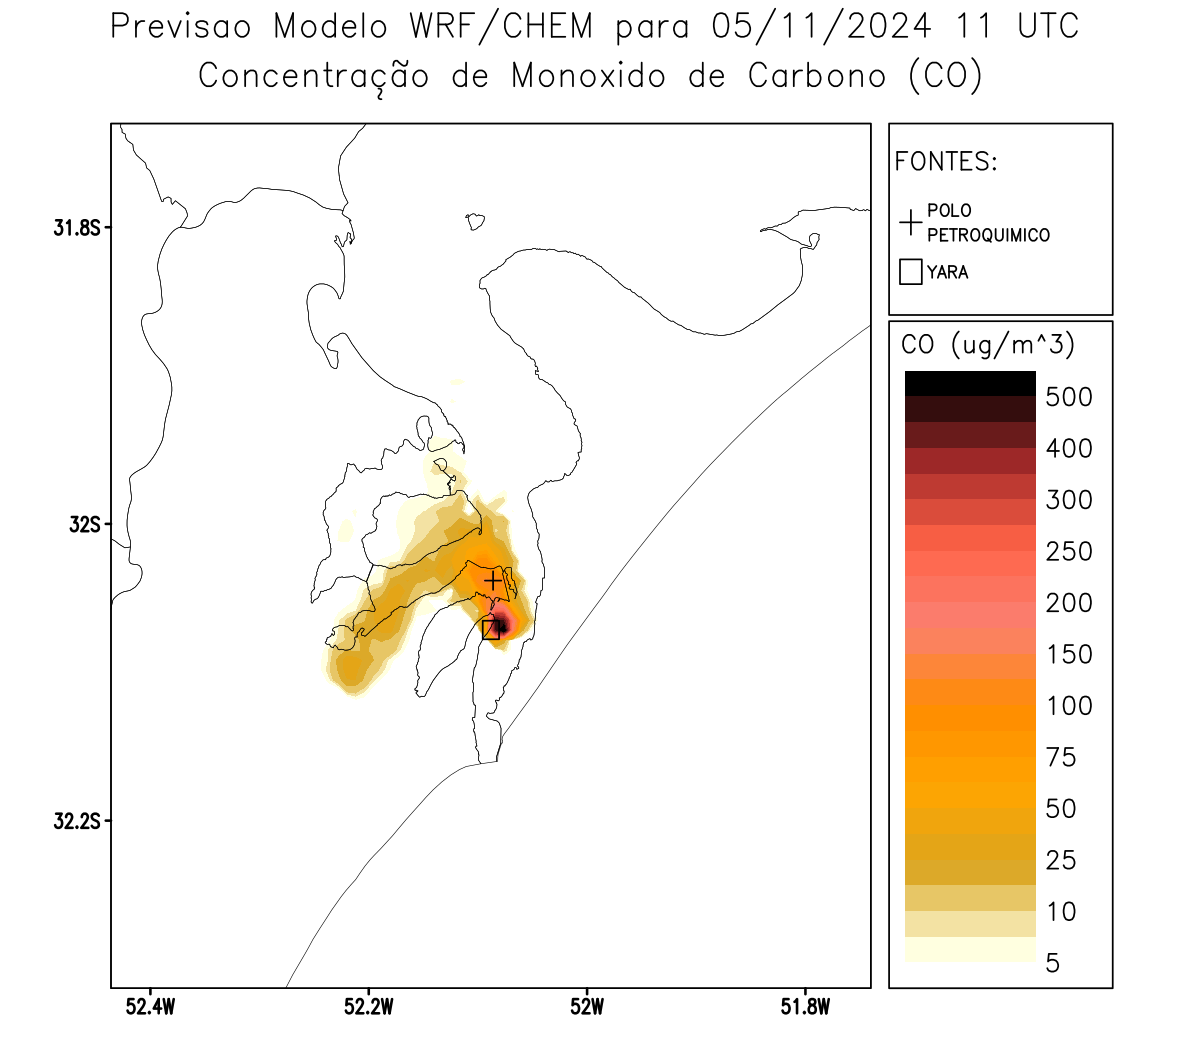 Previsao Modelo WRF/CHEM para 05/11/2024 11 UTC
Concentração de Monoxido de Carbono (CO)
FONTES:
POLO
PETROQUIMICO
YARA
CO (ug/m^3)
500
400
300
250
200
150
100
75
50
25
10
5
31.8S
32S
32.2S
52.4W
52.2W
52W
51.8W